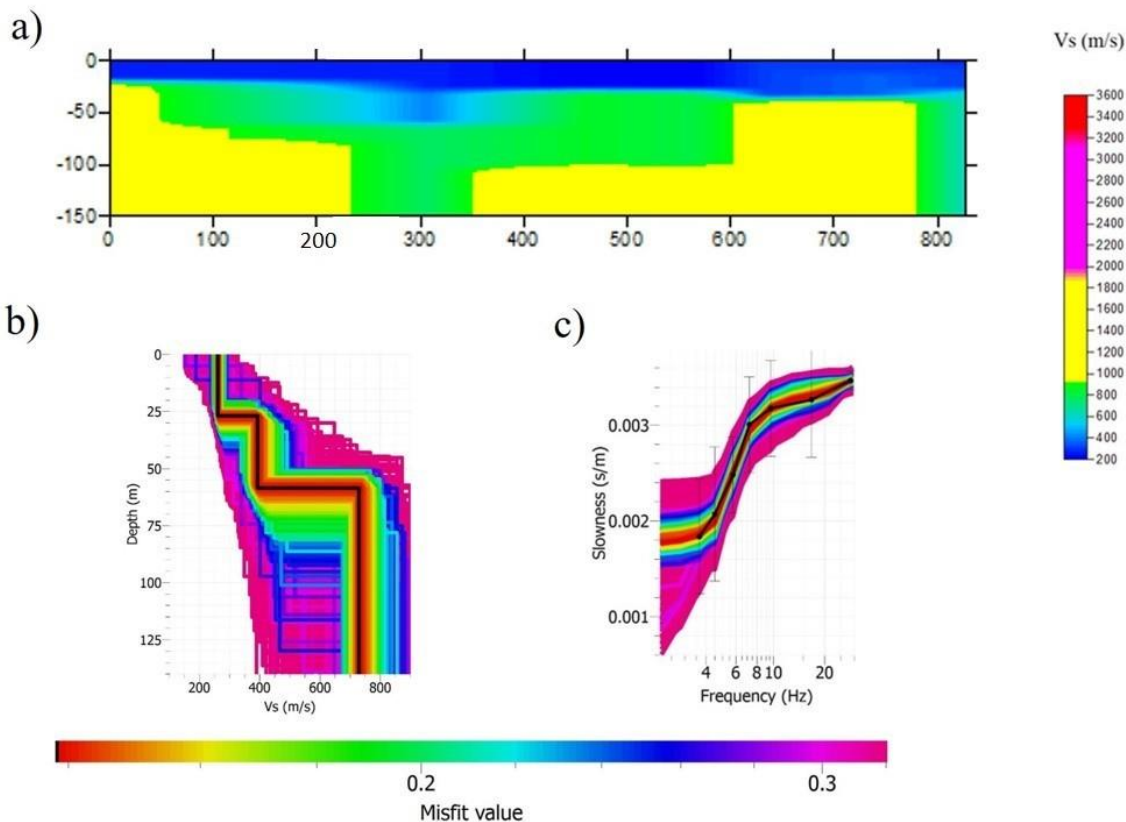 a)
Vs (m/s)
0
-50
-100
-150
0 100 200 300 400 500 600 700 800
3600
3400
3200
3000
2800
2600
2400
2200
2000
1800
1600
1400
1200
1000
800
600
400
200
b)
c)
0
25
50
75
100
125
Depth (m)
200 400 600 800
Vs (m/s)
0.003
0.002
0.001
Slowness (s/m)
4 6 8 10 20
Frequency (Hz)
0.2 0.3
Misfit value